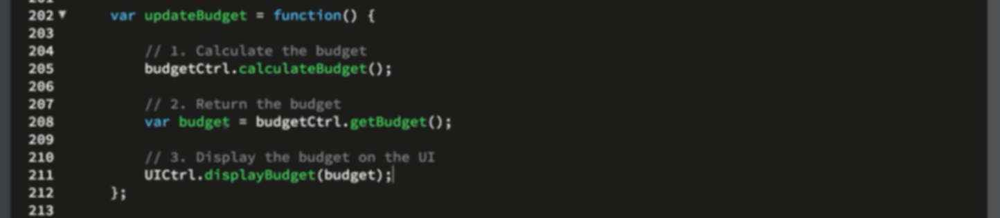 202 ▼ var updateBudget = function() {
203
204 // 1. Calculate the budget
205 budgetCtrl.calculateBudget();
206
207 // 2. Return the budget
208 var budget = budgetCtrl.getBudget();
209
210 // 3. Display the budget on the UI
211 UICtrl.displayBudget(budget);
212 };
213